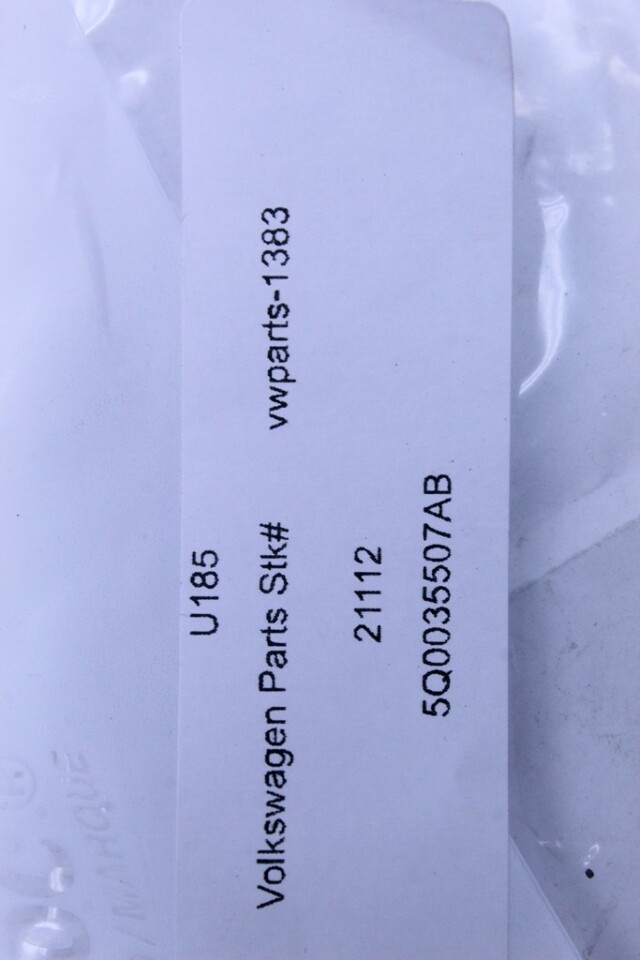 U185
Volkswagen Parts Stk# vwparts-1383
21112
5Q0035507AB